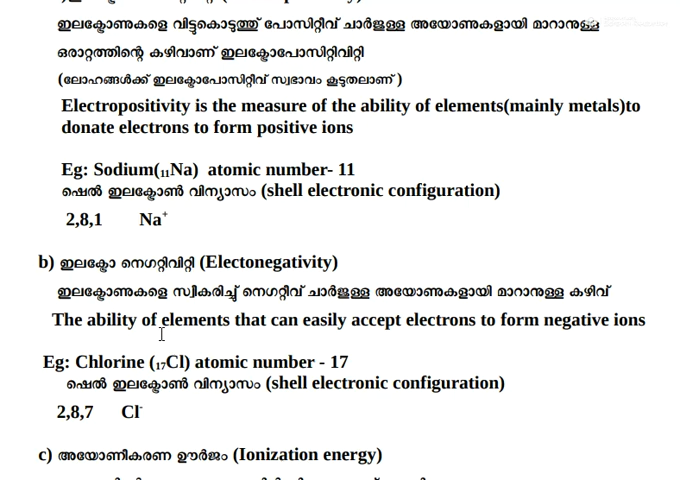 ഇലക്ട്രോണുകളെ വിട്ടുകൊടുത്ത് പോസിറ്റീവ് ചാർജുള്ള അയോണുകളായി മാറാനുള്ള
ഒരാറ്റത്തിന്റെ കഴിവാണ് ഇലക്ട്രോപോസിറ്റിവിറ്റി
(ലോഹങ്ങൾക്ക് ഇലക്ട്രോപോസിറ്റീവ് സ്വഭാവം കൂടുതലാണ് )
Electropositivity is the measure of the ability of elements(mainly metals)to
donate electrons to form positive ions
Eg: Sodium(₁₁Na) atomic number- 11
ഷെൽ ഇലക്ട്രോൺ വിന്യാസം (shell electronic configuration)
2,8,1 Na⁺
b) ഇലക്ട്രോ നെഗറ്റിവിറ്റി (Electonegativity)
ഇലക്ട്രോണുകളെ സ്വീകരിച്ച് നെഗറ്റീവ് ചാർജുള്ള അയോണുകളായി മാറാനുള്ള കഴിവ്
The ability of elements that can easily accept electrons to form negative ions
Eg: Chlorine (₁₇Cl) atomic number - 17
ഷെൽ ഇലക്ട്രോൺ വിന്യാസം (shell electronic configuration)
2,8,7 Cl⁻
c) അയോണീകരണ ഊർജം (Ionization energy)